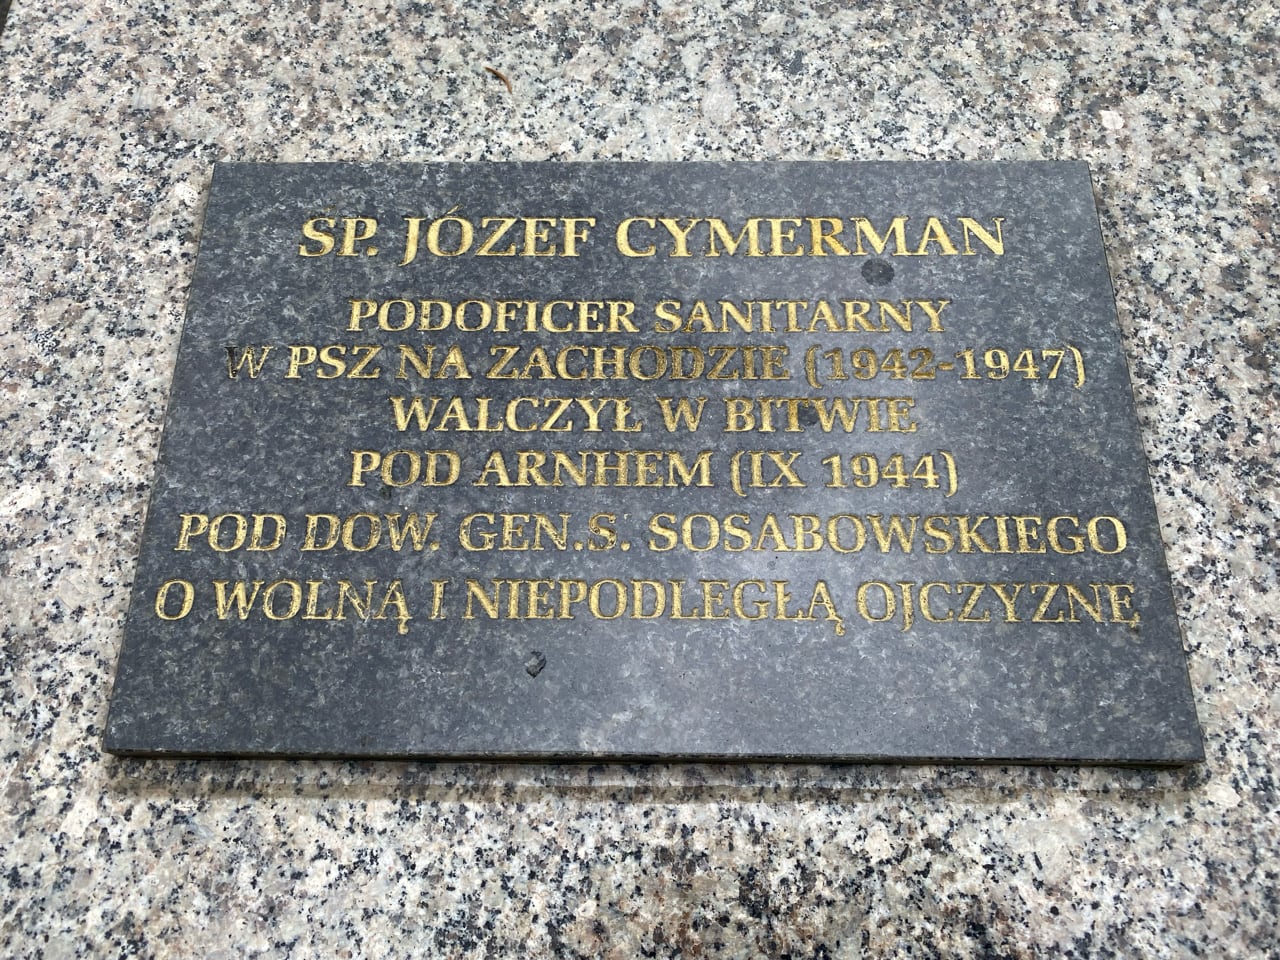 ŚP. JÓZEF CYMERMAN
PODOFICER SANITARNY
W PSZ NA ZACHODZIE (1942-1947)
WALCZYŁ W BITWIE
POD ARNHEM (IX 1944)
POD DOW. GEN.S. SOSABOWSKIEGO
O WOLNĄ I NIEPODLEGŁĄ OJCZYZNĘ